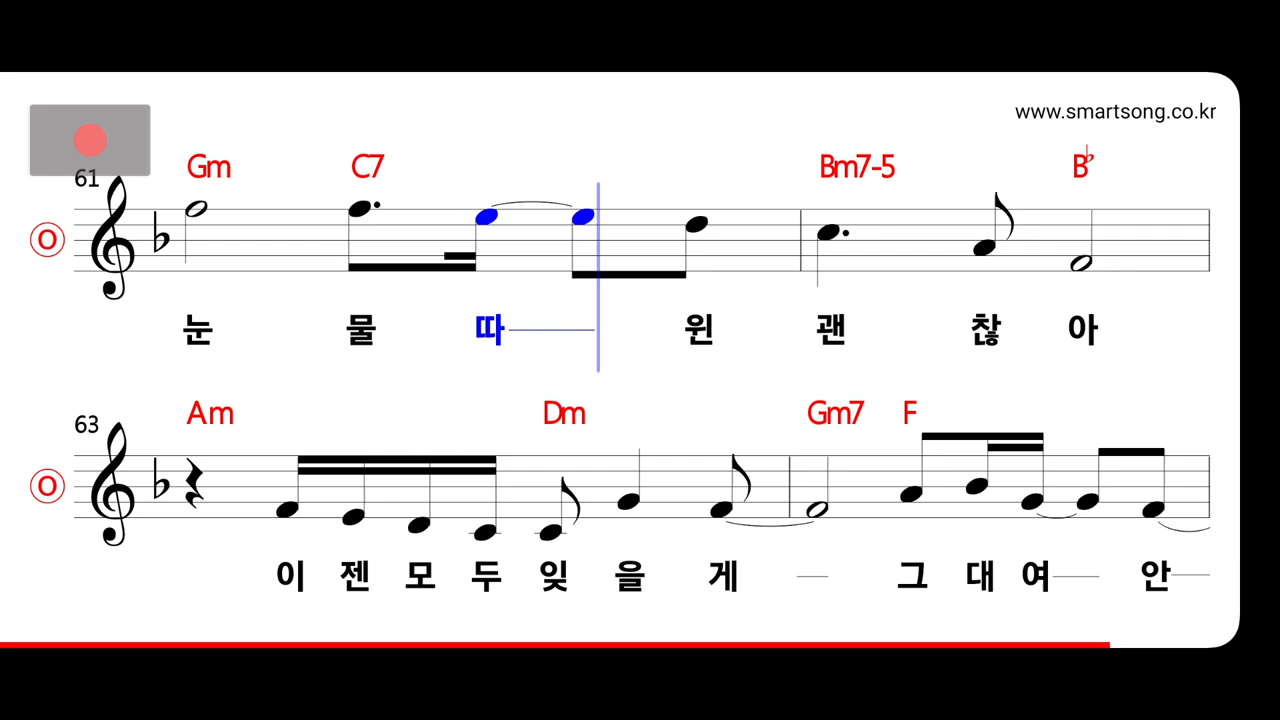 www.smartsong.co.kr
Gm C7 Bm7-5 B♭
61
O
눈 물 따 윈 괜 찮 아
Am Dm Gm7 F
63
O
이 젠 모 두 잊 을 게 그 대 여 안